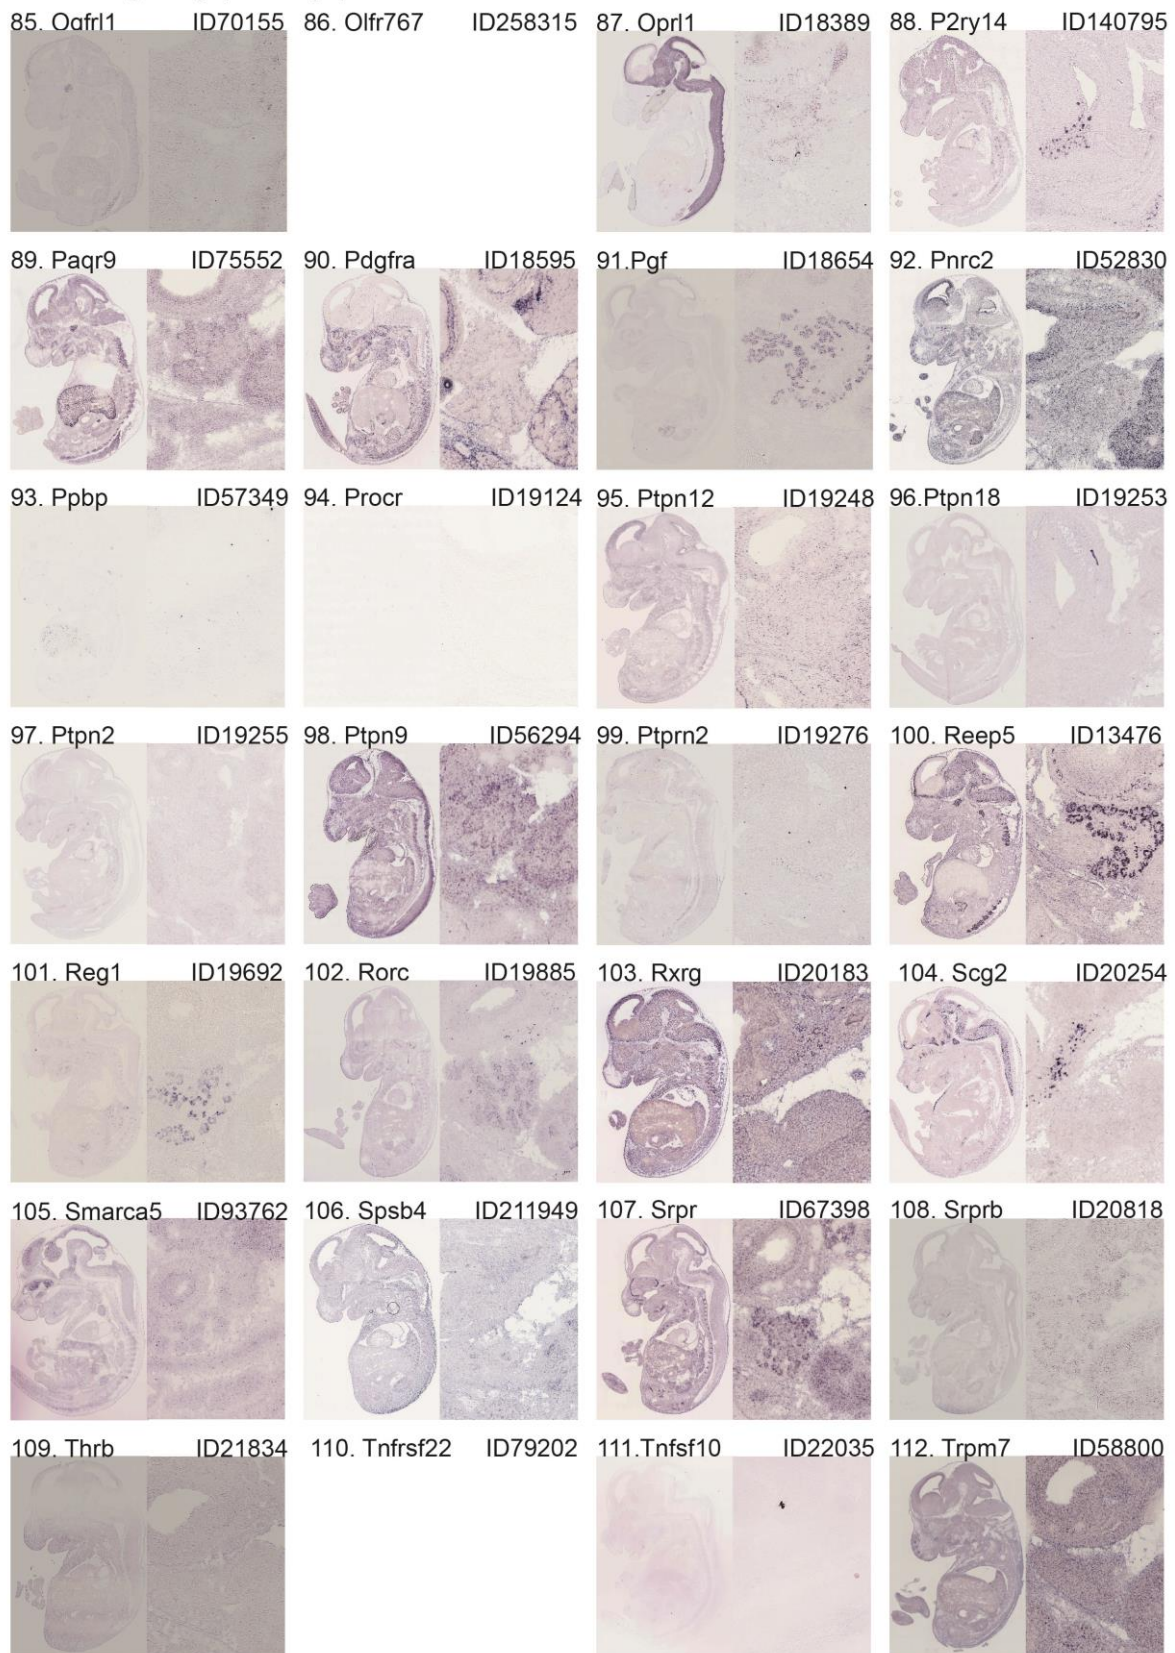 85. Ogfrl1 ID70155 86. Olfr767 ID258315 87. Oprl1 ID18389 88. P2ry14 ID140795
89. Paqr9 ID75552 90. Pdgfra ID18595 91.Pgf ID18654 92. Pnrc2 ID52830
93. Ppbp ID57349 94. Procr ID19124 95. Ptpn12 ID19248 96.Ptpn18 ID19253
97. Ptpn2 ID19255 98. Ptpn9 ID56294 99. Ptprn2 ID19276 100. Reep5 ID13476
101. Reg1 ID19692 102. Rorc ID19885 103. Rxrg ID20183 104. Scg2 ID20254
105. Smarca5 ID93762 106. Spsb4 ID211949 107. Srpr ID67398 108. Srprb ID20818
109. Thrb ID21834 110. Tnfrsf22 ID79202 111.Tnfsf10 ID22035 112. Trpm7 ID58800